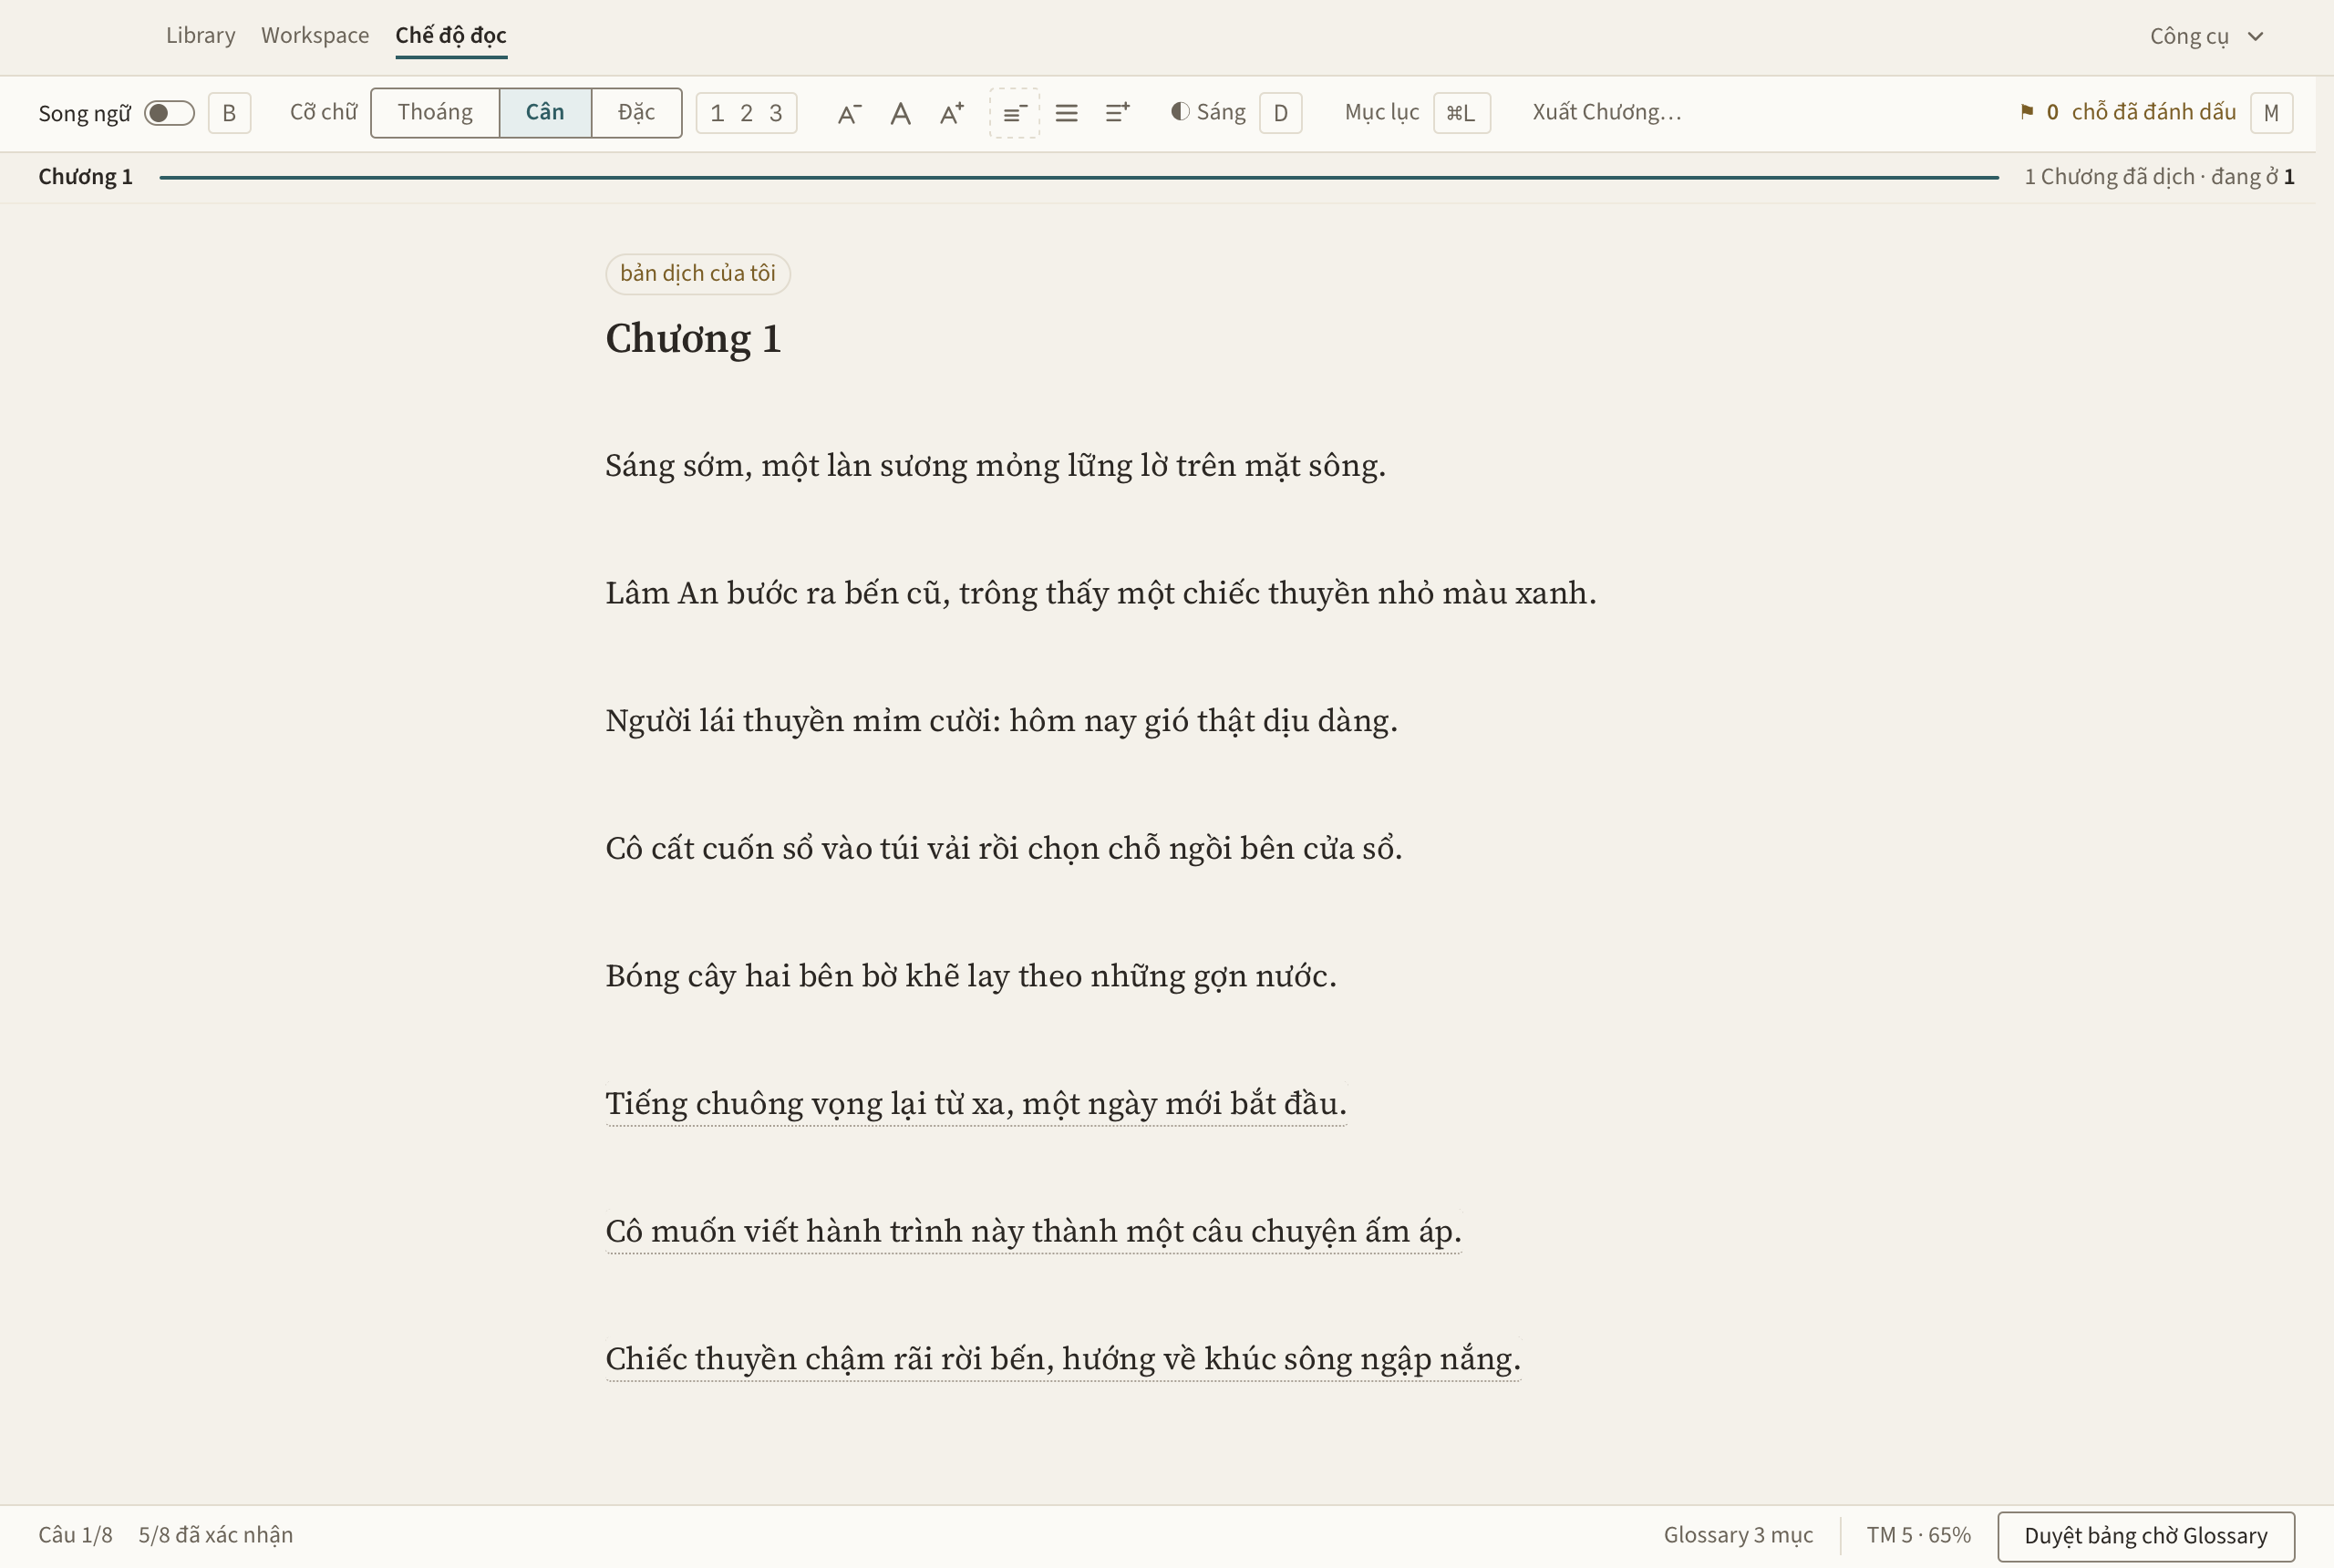 Library Workspace Chế độ đọc Công cụ
Song ngữ B Cỡ chữ Thoáng Cân Đặc 1 2 3 A− A A+ Sáng D Mục lục ⌘L Xuất Chương… 0 chỗ đã đánh dấu M
Chương 1 1 Chương đã dịch · đang ở 1
bản dịch của tôi
Chương 1
Sáng sớm, một làn sương mỏng lững lờ trên mặt sông.
Lâm An bước ra bến cũ, trông thấy một chiếc thuyền nhỏ màu xanh.
Người lái thuyền mỉm cười: hôm nay gió thật dịu dàng.
Cô cất cuốn sổ vào túi vải rồi chọn chỗ ngồi bên cửa sổ.
Bóng cây hai bên bờ khẽ lay theo những gợn nước.
Tiếng chuông vọng lại từ xa, một ngày mới bắt đầu.
Cô muốn viết hành trình này thành một câu chuyện ấm áp.
Chiếc thuyền chậm rãi rời bến, hướng về khúc sông ngập nắng.
Câu 1/8 5/8 đã xác nhận Glossary 3 mục TM 5 · 65% Duyệt bảng chờ Glossary